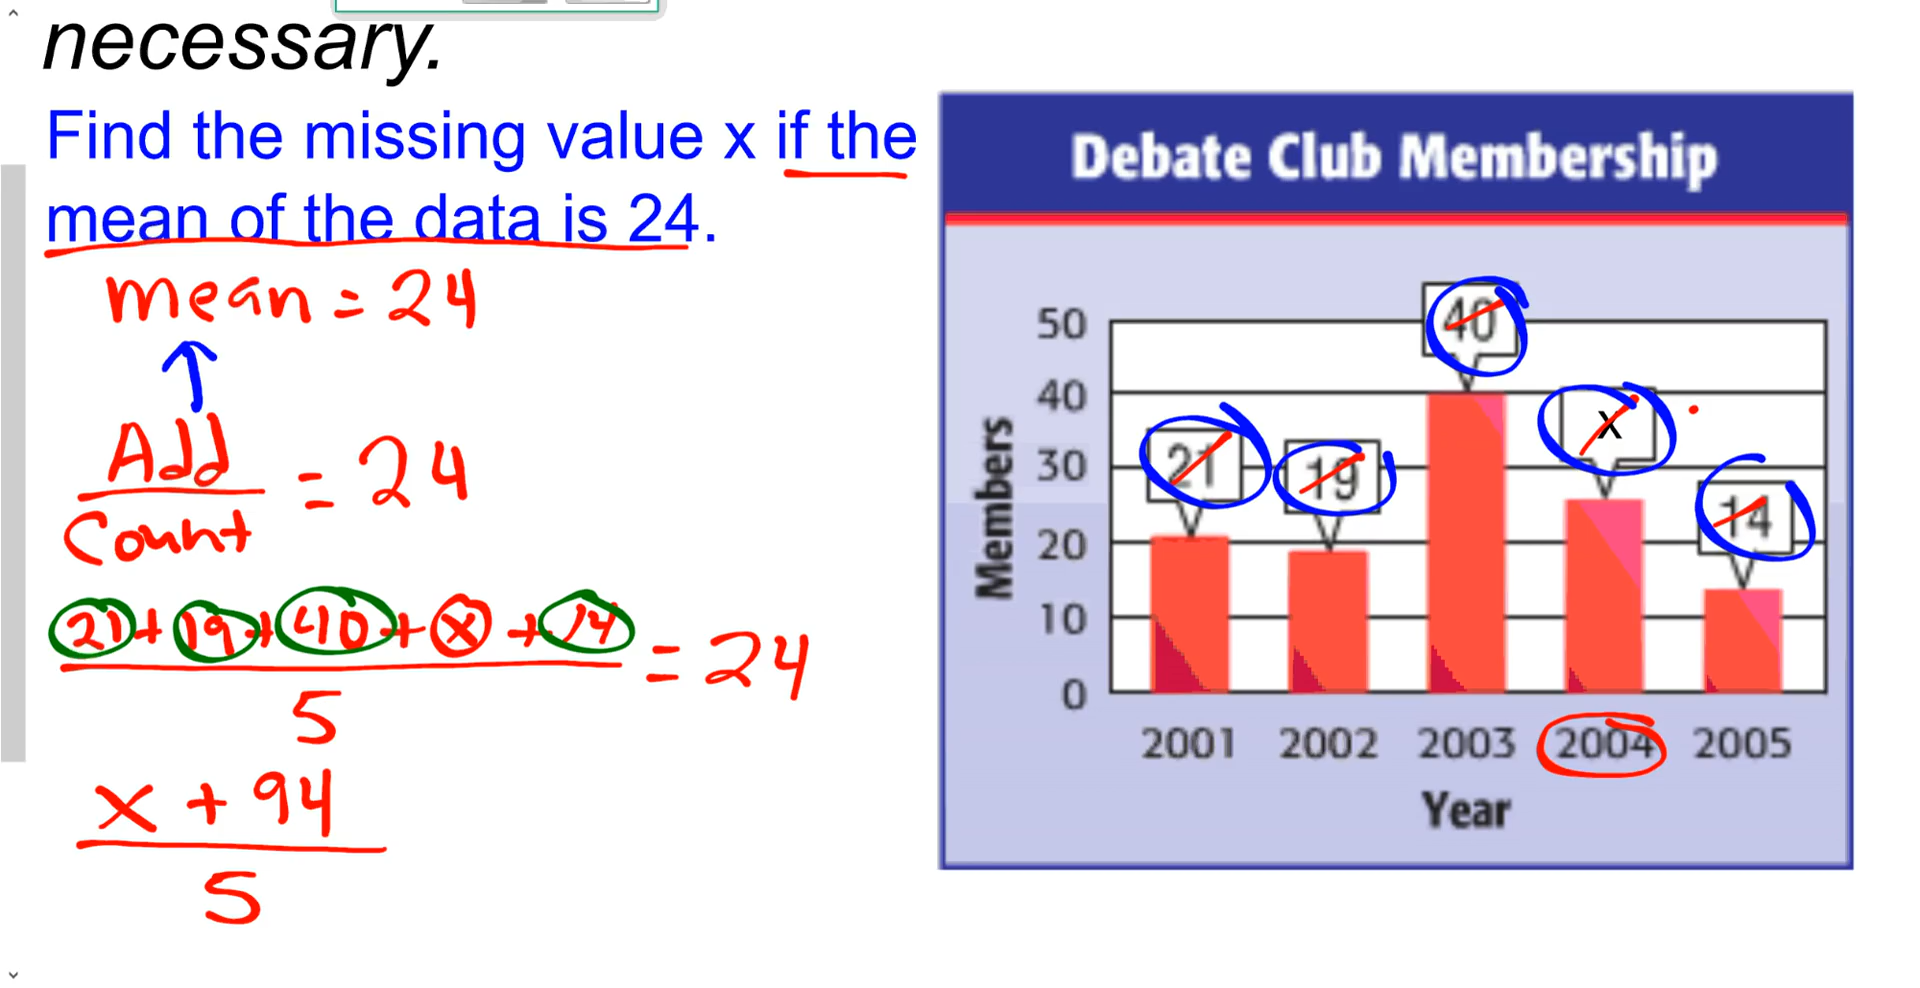 necessary.
Find the missing value x if the
mean of the data is 24.
mean = 24
Add
Count
= 24
21 + 19 + 40 + x + 14
5
= 24
x + 94
5
Debate Club Membership
Members
50
40
30
20
10
0
21
19
40
x
14
2001 2002 2003 2004 2005
Year